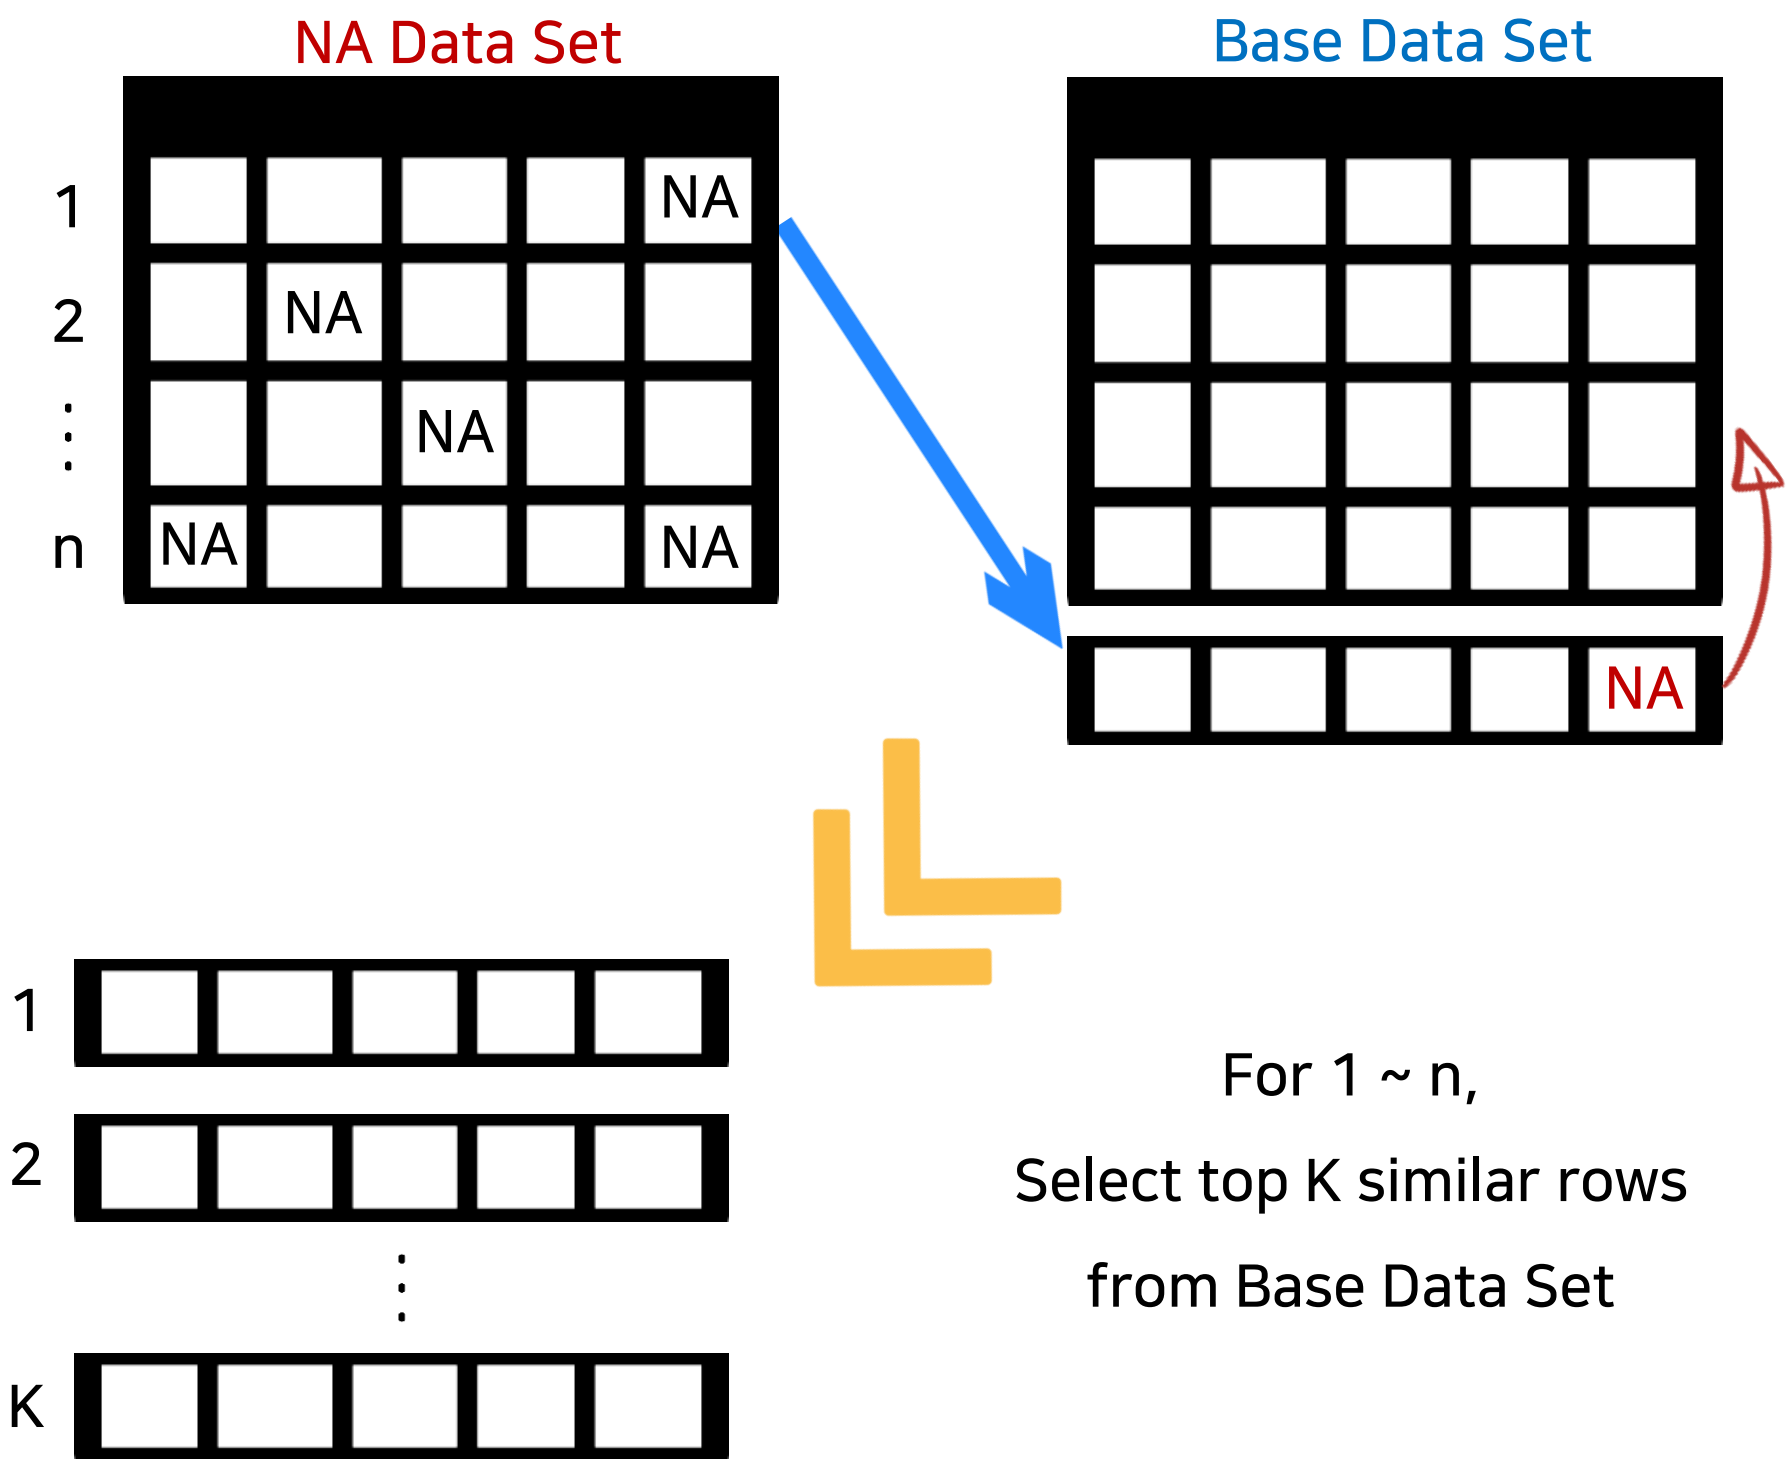 NA Data Set
Base Data Set
1 NA
2 NA
⋮ NA
n NA NA
NA
1
2
⋮
K
For 1 ~ n,
Select top K similar rows
from Base Data Set